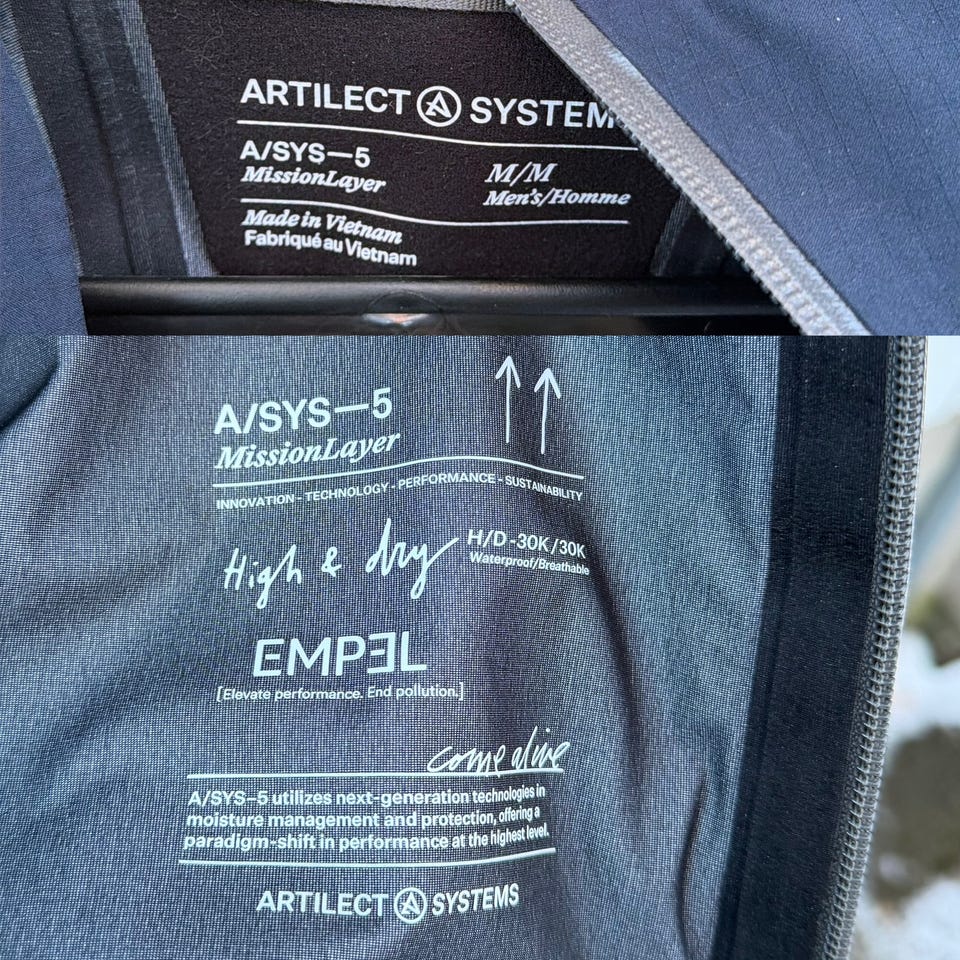 ARTILECT SYSTEM
A/SYS—5
MissionLayer
M/M
Men's/Homme
Made in Vietnam
Fabriqué au Vietnam
A/SYS—5
MissionLayer
INNOVATION - TECHNOLOGY - PERFORMANCE - SUSTAINABILITY
High & dry
H/D - 30K/30K
Waterproof/Breathable
EMPƎL
[Elevate performance. End pollution.]
come alive
A/SYS—5 utilizes next-generation technologies in
moisture management and protection, offering a
paradigm-shift in performance at the highest level.
ARTILECT SYSTEMS